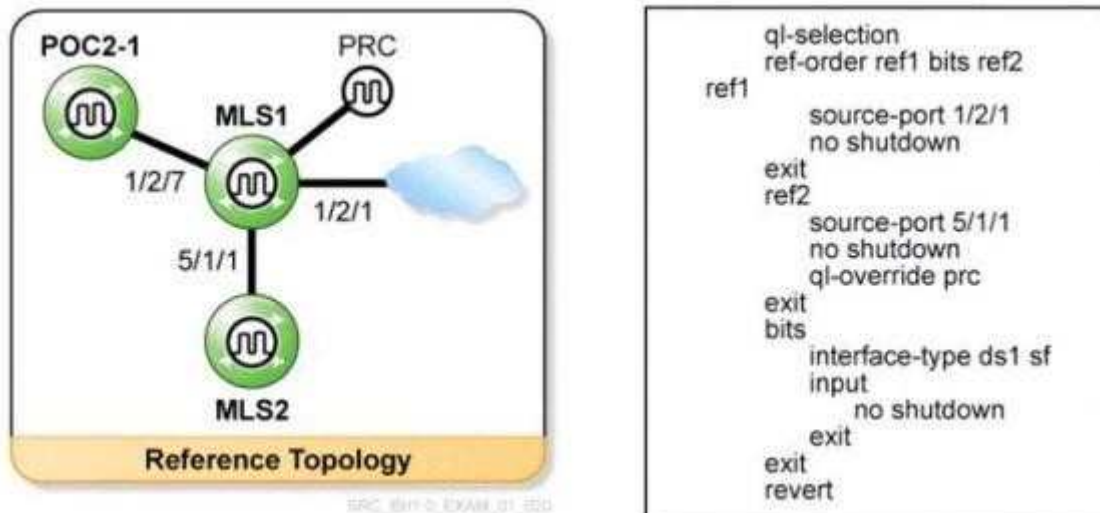 POC2-1
PRC
MLS1
1/2/7
1/2/1
5/1/1
MLS2
Reference Topology
ql-selection
ref-order ref1 bits ref2
ref1
source-port 1/2/1
no shutdown
exit
ref2
source-port 5/1/1
no shutdown
ql-override prc
exit
bits
interface-type ds1 sf
input
no shutdown
exit
exit
revert